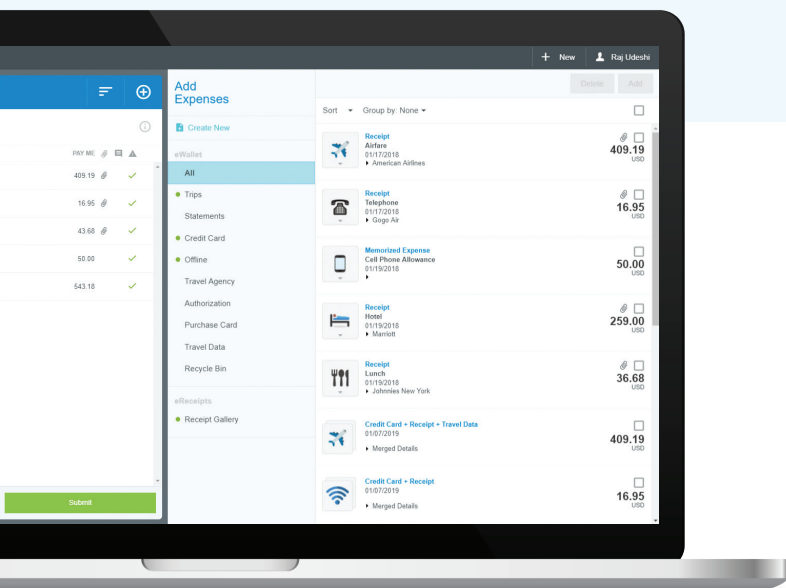 + New
Raj Udeshi
Add
Expenses
Delete
Add
Create New
Sort
Group by: None
PAY ME
409.19
16.95
43.68
50.00
543.18
Submit
eWallet
All
Trips
Statements
Credit Card
Offline
Travel Agency
Authorization
Purchase Card
Travel Data
Recycle Bin
eReceipts
Receipt Gallery
Receipt
Airfare
01/17/2018
American Airlines
409.19
USD
Receipt
Telephone
01/17/2018
Gogo Air
16.95
USD
Memorized Expense
Cell Phone Allowance
01/19/2018
50.00
USD
Receipt
Hotel
01/19/2018
Marriott
259.00
USD
Receipt
Lunch
01/19/2018
Johnnies New York
36.68
USD
Credit Card + Receipt + Travel Data
01/07/2019
Merged Details
409.19
USD
Credit Card + Receipt
01/07/2019
Merged Details
16.95
USD